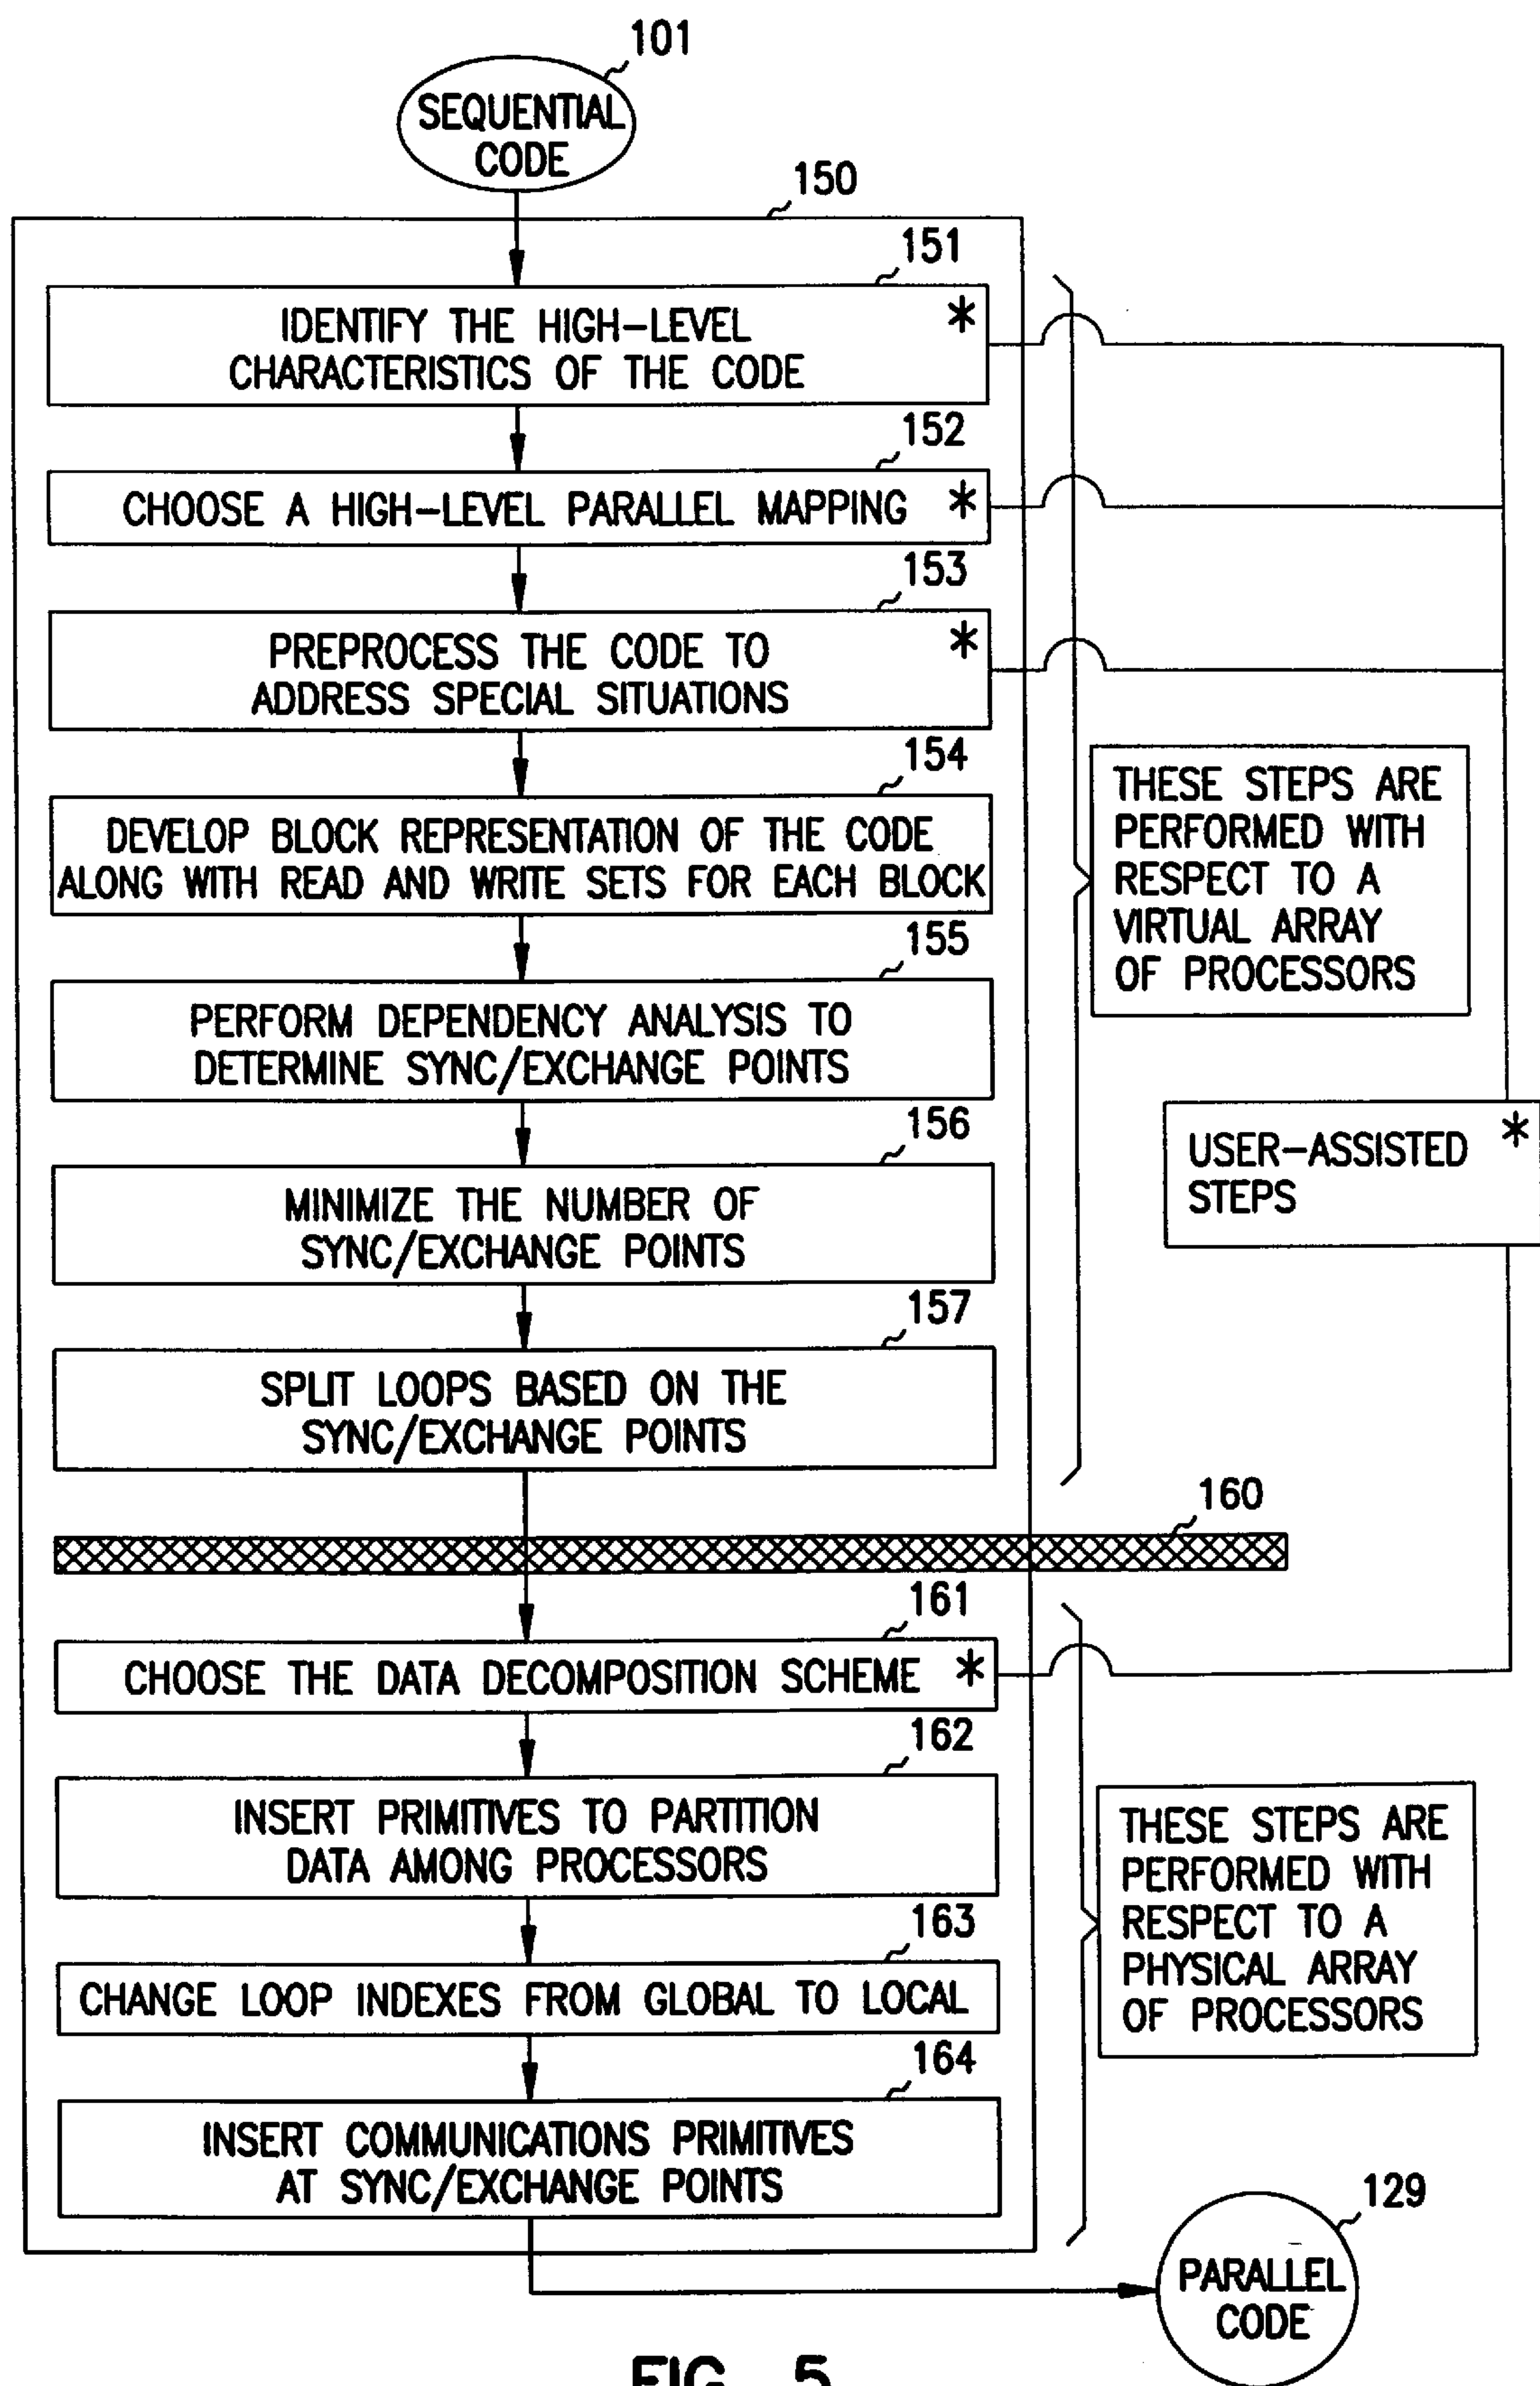 101
SEQUENTIAL
CODE
150
151
IDENTIFY THE HIGH-LEVEL *
CHARACTERISTICS OF THE CODE
152
CHOOSE A HIGH-LEVEL PARALLEL MAPPING *
153
PREPROCESS THE CODE TO *
ADDRESS SPECIAL SITUATIONS
154
DEVELOP BLOCK REPRESENTATION OF THE CODE
ALONG WITH READ AND WRITE SETS FOR EACH BLOCK
THESE STEPS ARE
PERFORMED WITH
RESPECT TO A
VIRTUAL ARRAY
OF PROCESSORS
155
PERFORM DEPENDENCY ANALYSIS TO
DETERMINE SYNC/EXCHANGE POINTS
156
MINIMIZE THE NUMBER OF
SYNC/EXCHANGE POINTS
USER-ASSISTED *
STEPS
157
SPLIT LOOPS BASED ON THE
SYNC/EXCHANGE POINTS
160
161
CHOOSE THE DATA DECOMPOSITION SCHEME *
162
INSERT PRIMITIVES TO PARTITION
DATA AMONG PROCESSORS
THESE STEPS ARE
PERFORMED WITH
RESPECT TO A
PHYSICAL ARRAY
OF PROCESSORS
163
CHANGE LOOP INDEXES FROM GLOBAL TO LOCAL
164
INSERT COMMUNICATIONS PRIMITIVES
AT SYNC/EXCHANGE POINTS
129
PARALLEL
CODE
FIG. 5